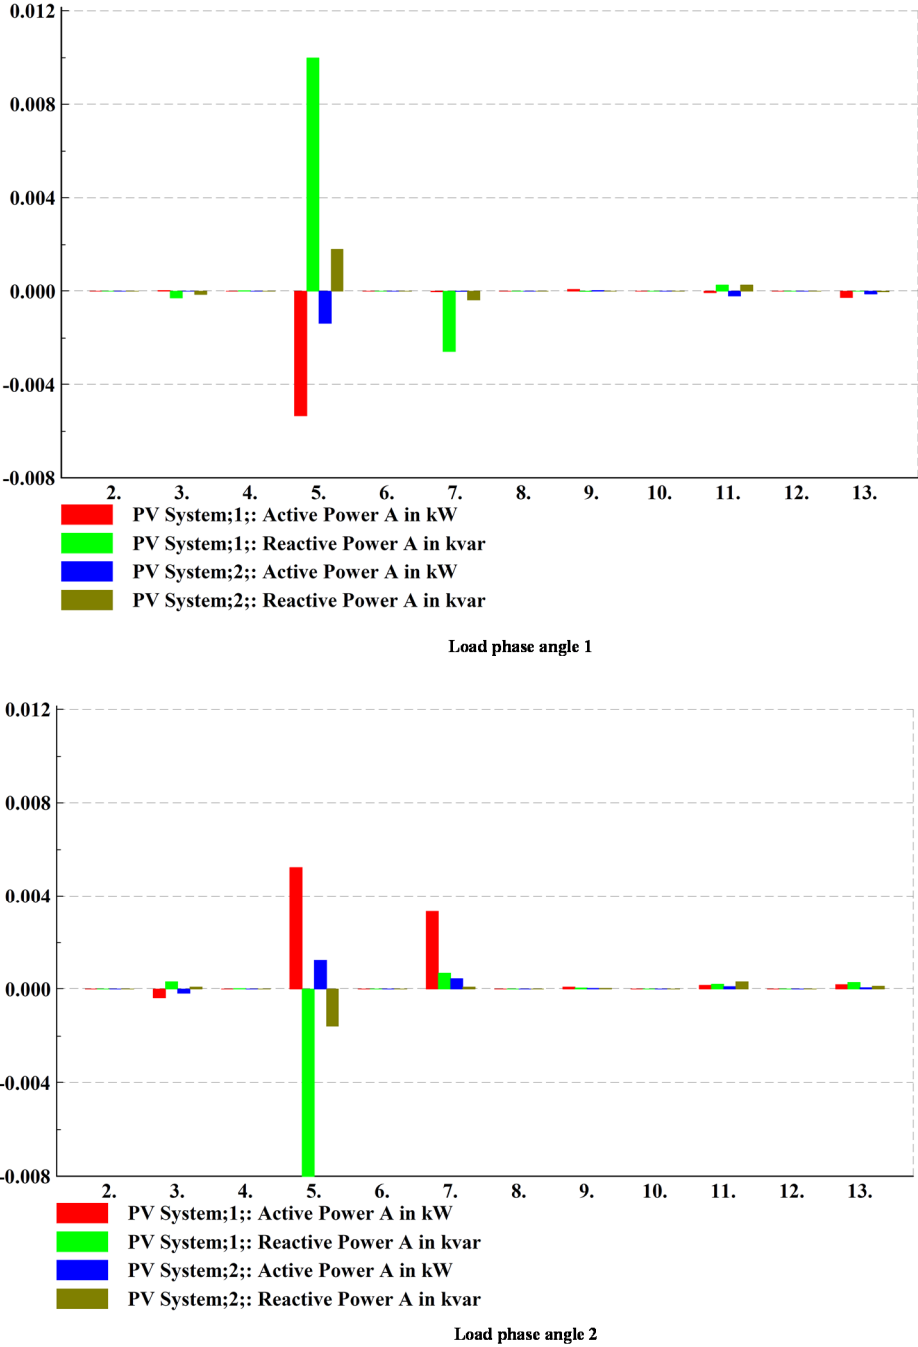 0.012
0.008
0.004
0.000
-0.004
-0.008
2. 3. 4. 5. 6. 7. 8. 9. 10. 11. 12. 13.
PV System;1;: Active Power A in kW
PV System;1;: Reactive Power A in kvar
PV System;2;: Active Power A in kW
PV System;2;: Reactive Power A in kvar
Load phase angle 1
0.012
0.008
0.004
0.000
-0.004
-0.008
2. 3. 4. 5. 6. 7. 8. 9. 10. 11. 12. 13.
PV System;1;: Active Power A in kW
PV System;1;: Reactive Power A in kvar
PV System;2;: Active Power A in kW
PV System;2;: Reactive Power A in kvar
Load phase angle 2